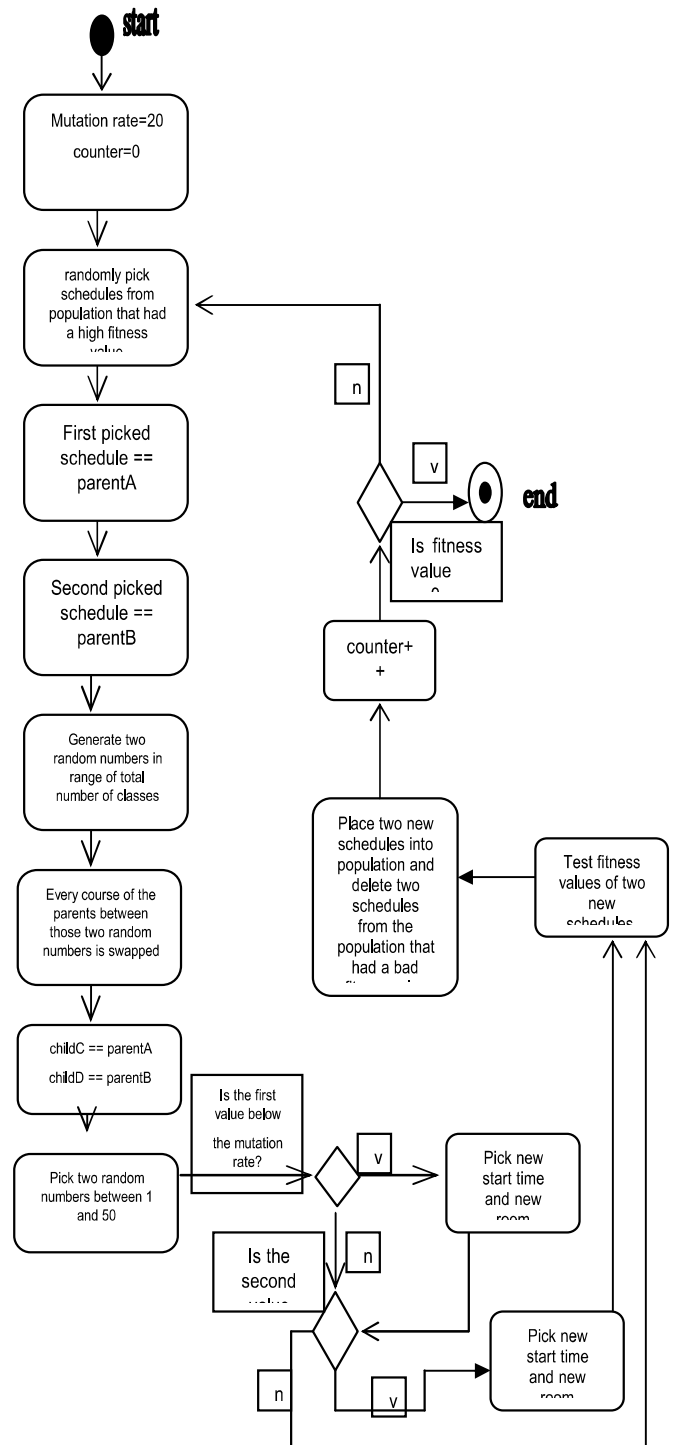 start
Mutation rate=20
counter=0
randomly pick
schedules from
population that had
a high fitness
value
First picked
schedule ==
parentA
Second picked
schedule ==
parentB
Generate two
random numbers in
range of total
number of classes
Every course of the
parents between
those two random
numbers is swapped
childC == parentA
childD == parentB
Pick two random
numbers between 1
and 50
Is the first
value below
the mutation
rate?
v
Pick new
start time
and new
room
n
Is the
second
value
n
v
Pick new
start time
and new
room
Test fitness
values of two
new
schedules
Place two new
schedules into
population and
delete two
schedules
from the
population that
had a bad
counter+
+
Is fitness
value
n
v
end